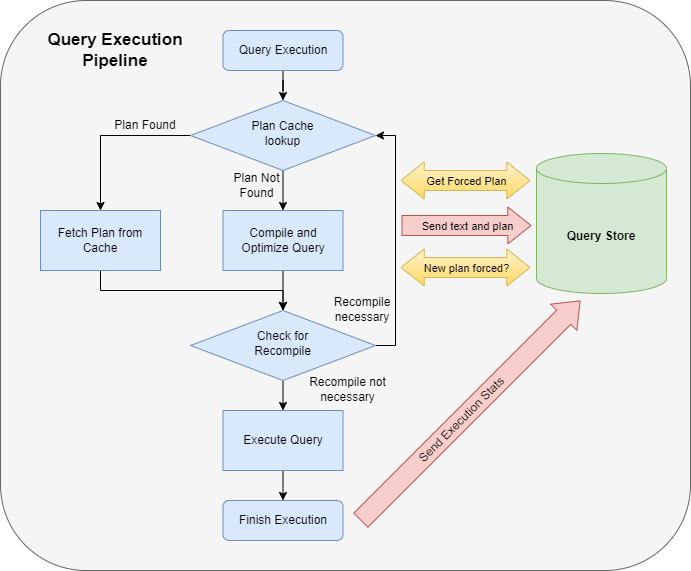 Query Execution
Pipeline
Query Execution
Plan Cache
lookup
Plan Found
Plan Not
Found
Fetch Plan from
Cache
Compile and
Optimize Query
Get Forced Plan
Send text and plan
New plan forced?
Query Store
Recompile
necessary
Check for
Recompile
Recompile not
necessary
Execute Query
Send Execution Stats
Finish Execution